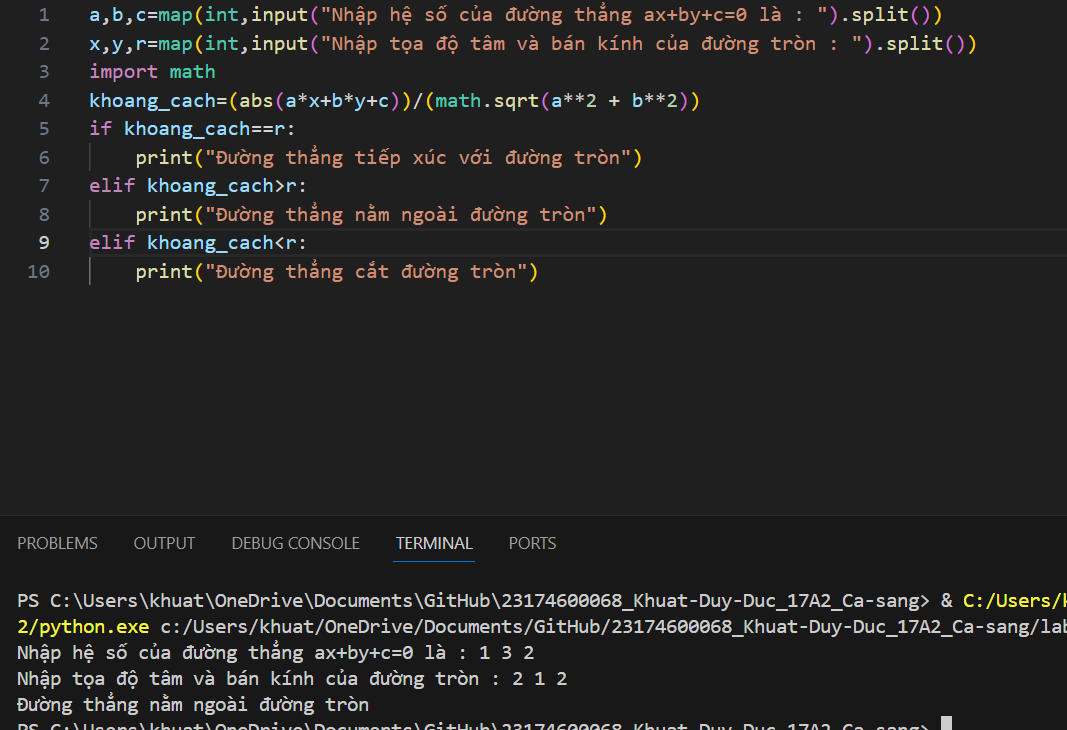 1 a,b,c=map(int,input("Nhập hệ số của đường thẳng ax+by+c=0 là : ").split())
2 x,y,r=map(int,input("Nhập tọa độ tâm và bán kính của đường tròn : ").split())
3 import math
4 khoang_cach=(abs(a*x+b*y+c))/(math.sqrt(a**2 + b**2))
5 if khoang_cach==r:
6     print("Đường thẳng tiếp xúc với đường tròn")
7 elif khoang_cach>r:
8     print("Đường thẳng nằm ngoài đường tròn")
9 elif khoang_cach<r:
10     print("Đường thẳng cắt đường tròn")
PROBLEMS OUTPUT DEBUG CONSOLE TERMINAL PORTS
PS C:\Users\khuat\OneDrive\Documents\GitHub\23174600068_Khuat-Duy-Duc_17A2_Ca-sang> & C:/Users/k
2/python.exe c:/Users/khuat/OneDrive/Documents/GitHub/23174600068_Khuat-Duy-Duc_17A2_Ca-sang/lab
Nhập hệ số của đường thẳng ax+by+c=0 là : 1 3 2
Nhập tọa độ tâm và bán kính của đường tròn : 2 1 2
Đường thẳng nằm ngoài đường tròn
PS C:\Users\khuat\OneDrive\Documents\GitHub\23174600068_Khuat-Duy-Duc_17A2_Ca-sang>